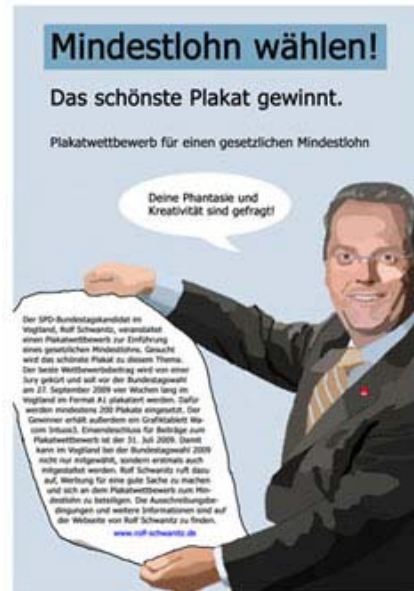 Mindestlohn wählen!
Das schönste Plakat gewinnt.
Plakatwettbewerb für einen gesetzlichen Mindestlohn
Deine Phantasie und
Kreativität sind gefragt!
Der SPD-Bundestagskandidat im
Vogtland, Rolf Schwanitz, veranstaltet
einen Plakatwettbewerb zur Einführung
eines gesetzlichen Mindestlohns. Gesucht
wird das schönste Plakat zu diesem Thema.
Der beste Wettbewerbsbeitrag wird von einer
Jury gekürt und soll vor der Bundestagswahl
am 27. September 2009 vier Wochen lang im
Vogtland im Format A1 plakatiert werden. Dafür
werden mindestens 200 Plakate eingesetzt. Der
Gewinner erhält außerdem ein Grafiktablett Wa-
com Intuos3. Einsendeschluss für Beiträge zum
Plakatwettbewerb ist der 31. Juli 2009. Damit
kann im Vogtland bei der Bundestagswahl 2009
nicht nur mitgewählt, sondern erstmals auch
mitgestaltet werden. Rolf Schwanitz ruft dazu
auf, Werbung für eine gute Sache zu machen
und sich an dem Plakatwettbewerb zum Min-
destlohn zu beteiligen. Die Ausschreibungsbe-
dingungen und weitere Informationen sind auf
der Webseite von Rolf Schwanitz zu finden.
www.rolf-schwanitz.de